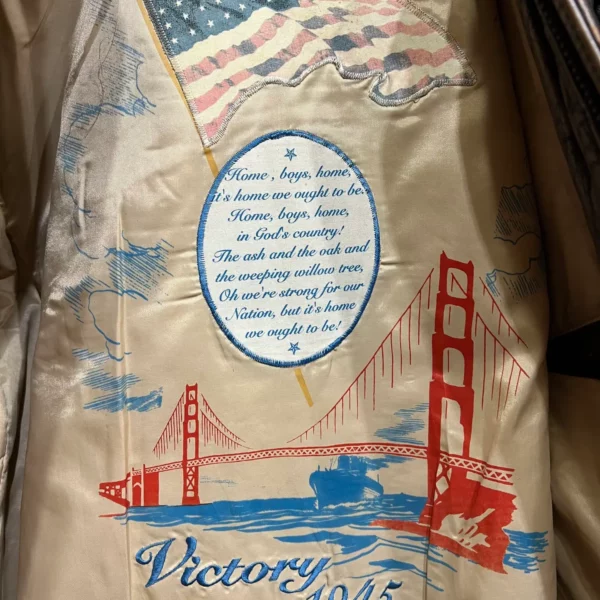 Home, boys, home,
it's home we ought to be.
Home, boys, home,
in God's country!
The ash and the oak and
the weeping willow tree,
Oh we're strong for our
Nation, but it's home
we ought to be!
Victory
1945